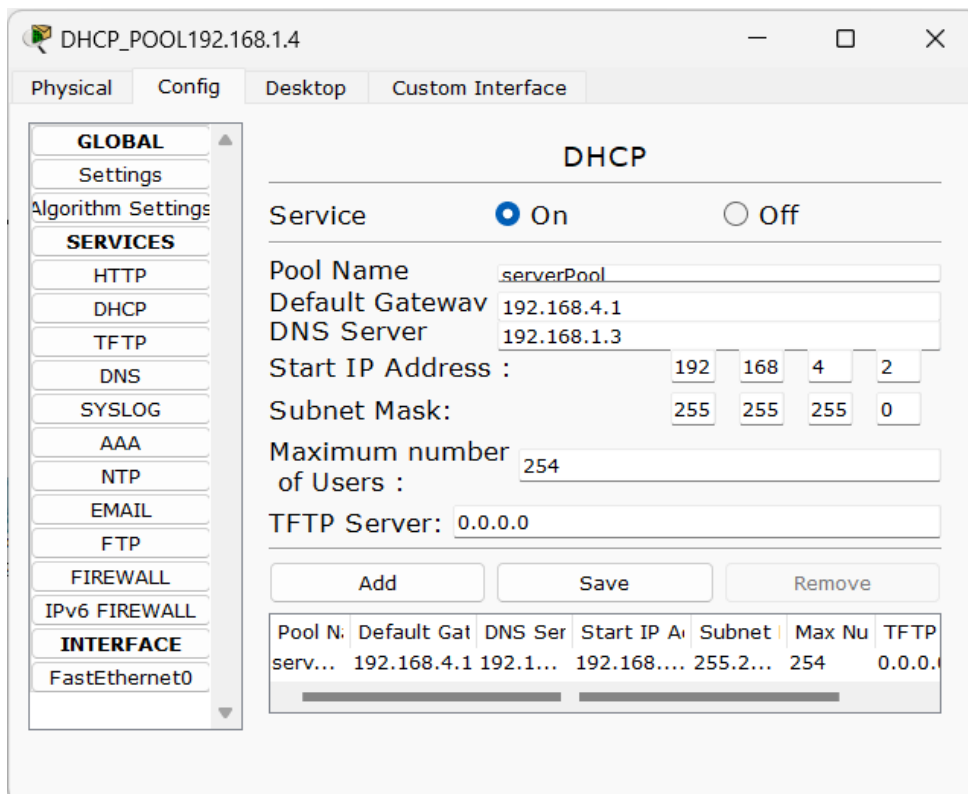 DHCP_POOL192.168.1.4
Physical Config Desktop Custom Interface
GLOBAL
Settings
Algorithm Settings
SERVICES
HTTP
DHCP
TFTP
DNS
SYSLOG
AAA
NTP
EMAIL
FTP
FIREWALL
IPv6 FIREWALL
INTERFACE
FastEthernet0
DHCP
Service On Off
Pool Name serverPool
Default Gateway 192.168.4.1
DNS Server 192.168.1.3
Start IP Address : 192 168 4 2
Subnet Mask: 255 255 255 0
Maximum number
of Users : 254
TFTP Server: 0.0.0.0
Add Save Remove
Pool N Default Gat DNS Ser Start IP A Subnet Max Nu TFTP
serv... 192.168.4.1 192.1... 192.168.... 255.2... 254 0.0.0.